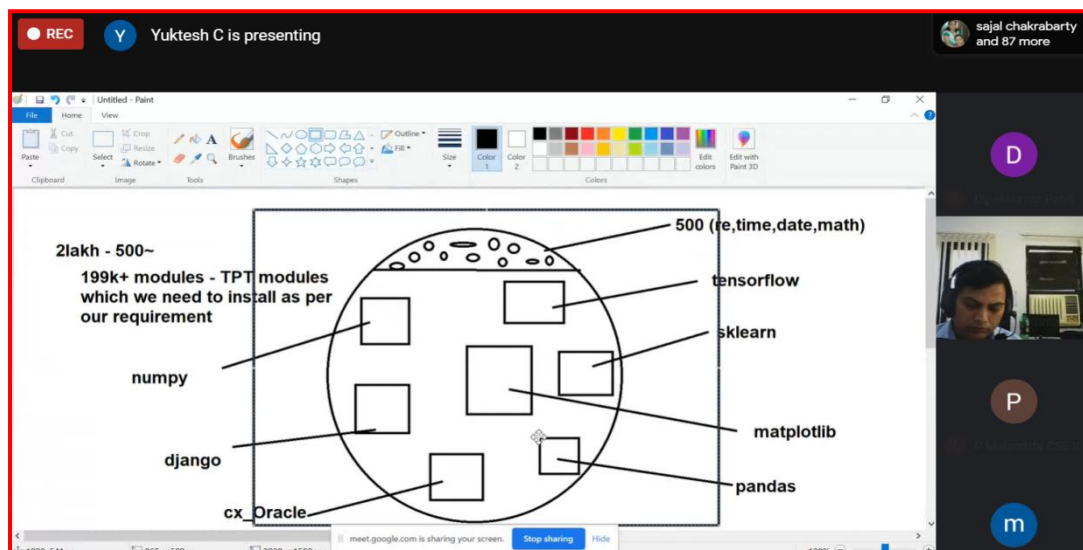 REC
Y
Yuktesh C is presenting
sajal chakrabarty
and 87 more
Untitled - Paint
File
Home
View
Paste
Cut
Copy
Clipboard
Select
Crop
Resize
Rotate
Image
A
Tools
Brushes
Outline
Fill
Shapes
Size
Color
1
Color
2
Edit
colors
Edit with
Paint 3D
Colors
D
2lakh - 500~
500 (re,time,date,math)
199k+ modules - TPT modules
which we need to install as per
our requirement
tensorflow
sklearn
numpy
matplotlib
django
pandas
cx_Oracle
P
m
meet.google.com is sharing your screen.
Stop sharing
Hide
100%